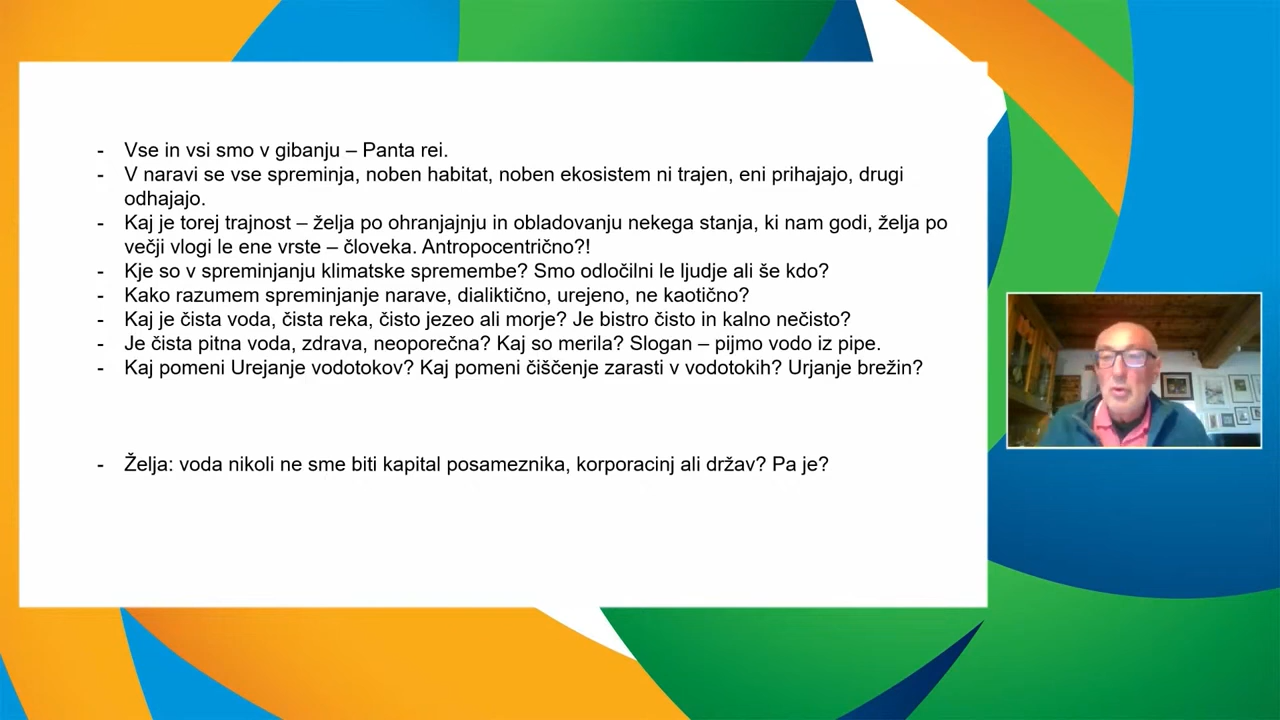 - Vse in vsi smo v gibanju – Panta rei.
- V naravi se vse spreminja, noben habitat, noben ekosistem ni trajen, eni prihajajo, drugi
odhajajo.
- Kaj je torej trajnost – želja po ohranjajnju in obladovanju nekega stanja, ki nam godi, želja po
večji vlogi le ene vrste – človeka. Antropocentrično?!
- Kje so v spreminjanju klimatske spremembe? Smo odločilni le ljudje ali še kdo?
- Kako razumem spreminjanje narave, dialiktično, urejeno, ne kaotično?
- Kaj je čista voda, čista reka, čisto jezeo ali morje? Je bistro čisto in kalno nečisto?
- Je čista pitna voda, zdrava, neoporečna? Kaj so merila? Slogan – pijmo vodo iz pipe.
- Kaj pomeni Urejanje vodotokov? Kaj pomeni čiščenje zarasti v vodotokih? Urjanje brežin?
- Želja: voda nikoli ne sme biti kapital posameznika, korporacinj ali držav? Pa je?